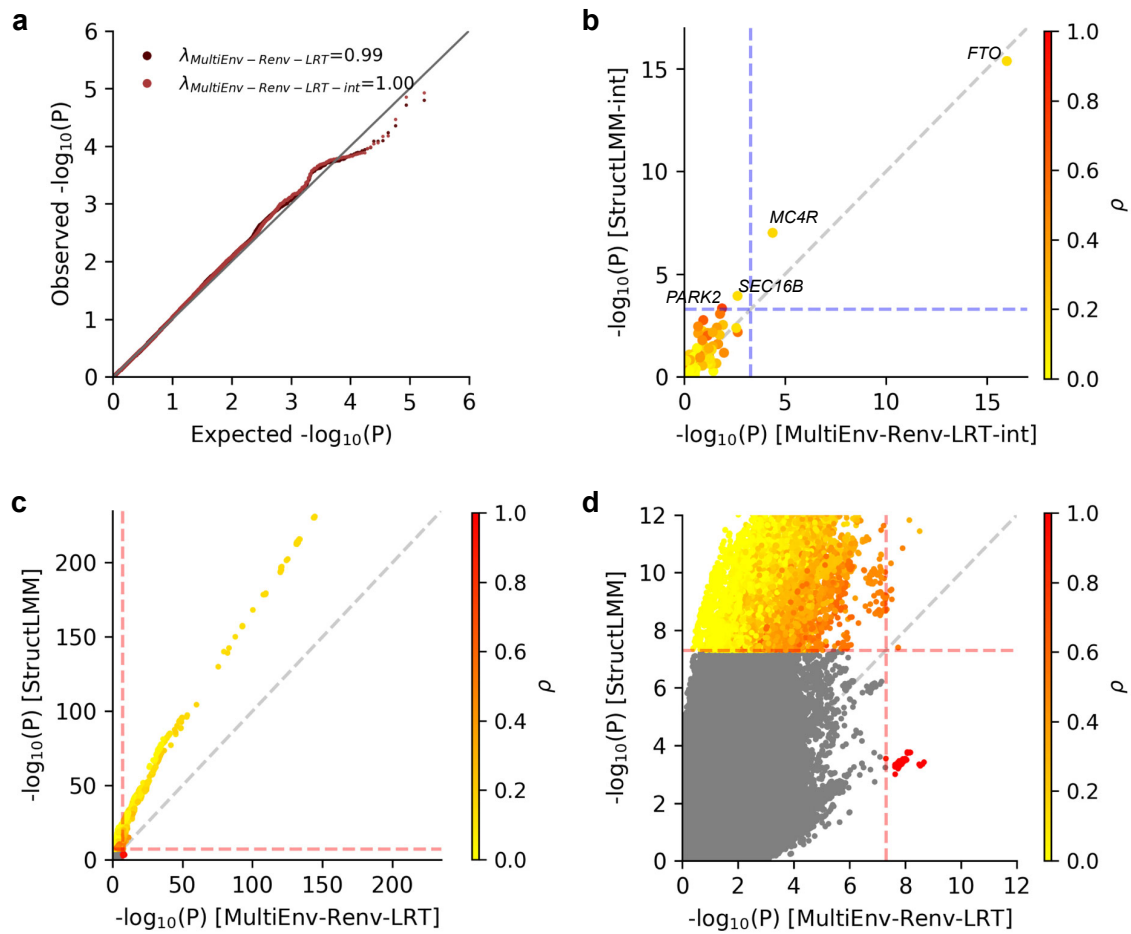 a
6
5
4
3
2
1
0
Observed -log10(P)
λMultiEnv−Renv−LRT=0.99
λMultiEnv−Renv−LRT−int=1.00
0 1 2 3 4 5 6
Expected -log10(P)
b
15
10
5
0
-log10(P) [StructLMM-int]
FTO
MC4R
SEC16B
PARK2
0 5 10 15
-log10(P) [MultiEnv-Renv-LRT-int]
1.0
0.8
0.6
0.4
0.2
0.0
ρ
c
200
150
100
50
0
-log10(P) [StructLMM]
0 50 100 150 200
-log10(P) [MultiEnv-Renv-LRT]
1.0
0.8
0.6
0.4
0.2
0.0
ρ
d
12
10
8
6
4
2
0
-log10(P) [StructLMM]
0 2 4 6 8 10 12
-log10(P) [MultiEnv-Renv-LRT]
1.0
0.8
0.6
0.4
0.2
0.0
ρ